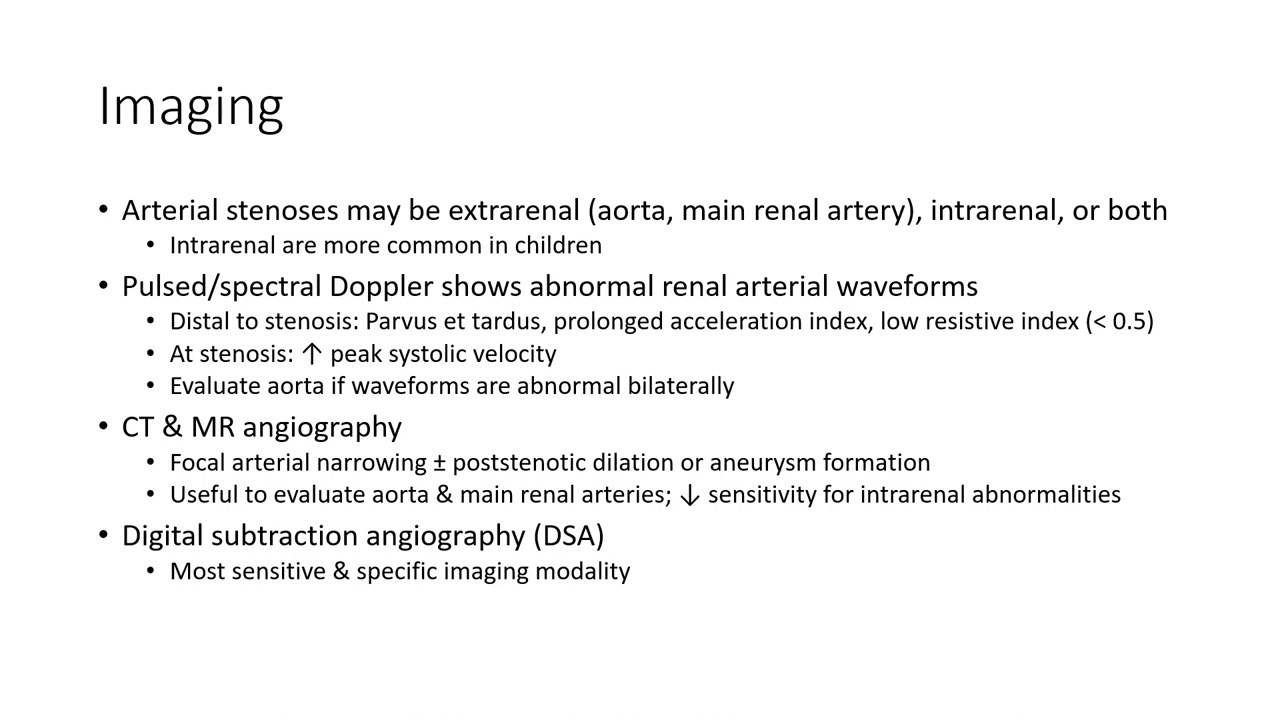 Imaging
• Arterial stenoses may be extrarenal (aorta, main renal artery), intrarenal, or both
• Intrarenal are more common in children
• Pulsed/spectral Doppler shows abnormal renal arterial waveforms
• Distal to stenosis: Parvus et tardus, prolonged acceleration index, low resistive index (< 0.5)
• At stenosis: ↑ peak systolic velocity
• Evaluate aorta if waveforms are abnormal bilaterally
• CT & MR angiography
• Focal arterial narrowing ± poststenotic dilation or aneurysm formation
• Useful to evaluate aorta & main renal arteries; ↓ sensitivity for intrarenal abnormalities
• Digital subtraction angiography (DSA)
• Most sensitive & specific imaging modality